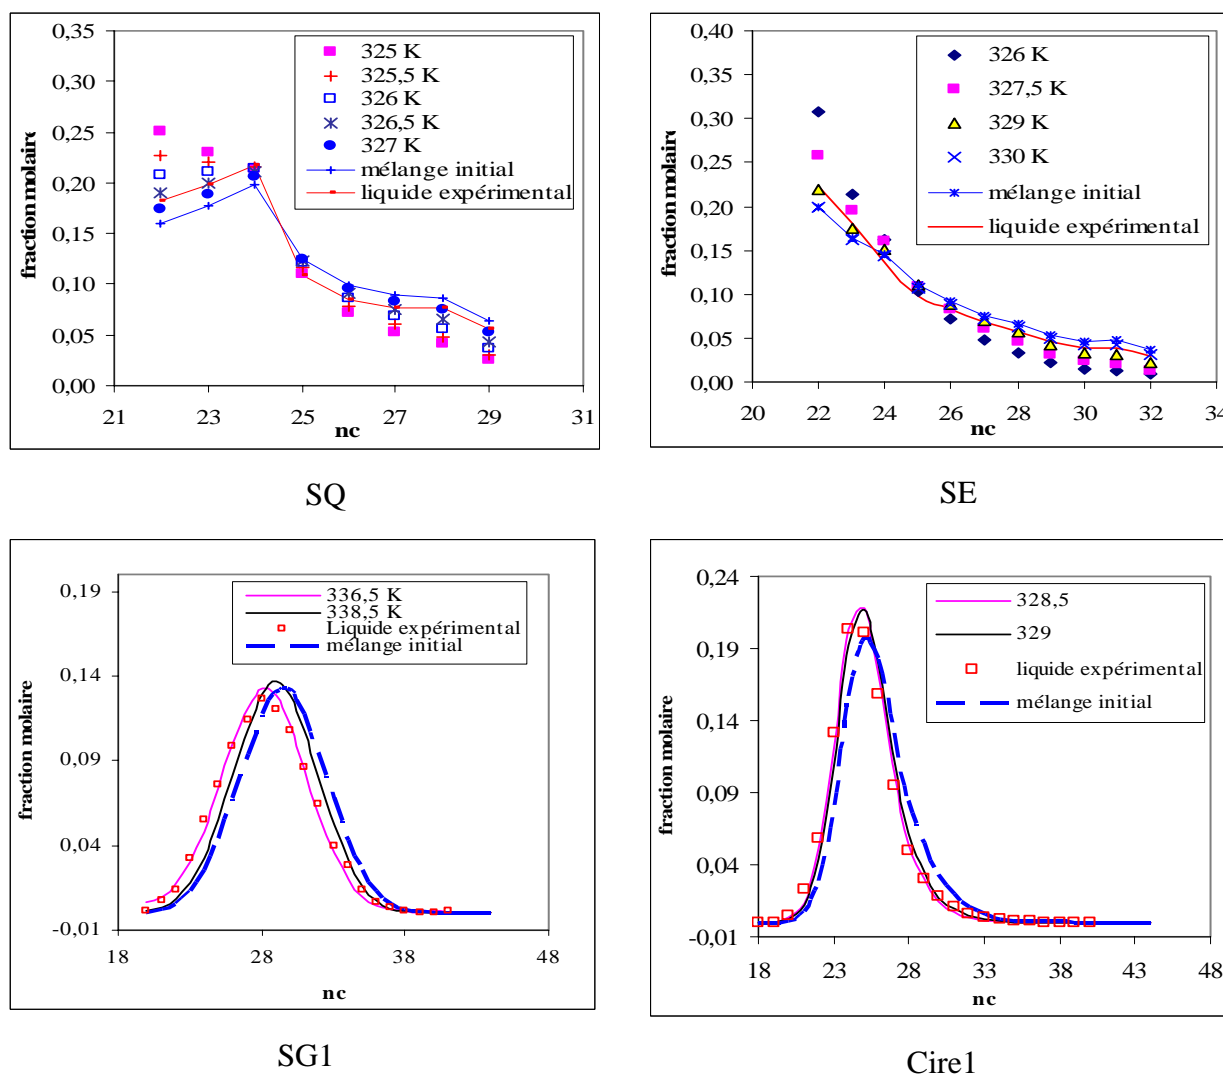 0,35
0,30
0,25
0,20
0,15
0,10
0,05
0,00
fraction molaire
21
23
25
27
29
31
nc
325 K
325,5 K
326 K
326,5 K
327 K
mélange initial
liquide expérimental
SQ
0,40
0,35
0,30
0,25
0,20
0,15
0,10
0,05
0,00
fraction molaire
20
22
24
26
28
30
32
34
nc
326 K
327,5 K
329 K
330 K
mélange initial
liquide expérimental
SE
0.19
0.14
0.09
0.04
-0.01
fraction molaire
18
28
38
48
nc
336,5 K
338,5 K
Liquide expérimental
mélange initial
SG1
0,24
0,19
0,14
0,09
0,04
-0,01
fraction molaire
18
23
28
33
38
43
48
nc
328,5
329
liquide expérimental
mélange initial
Cire1